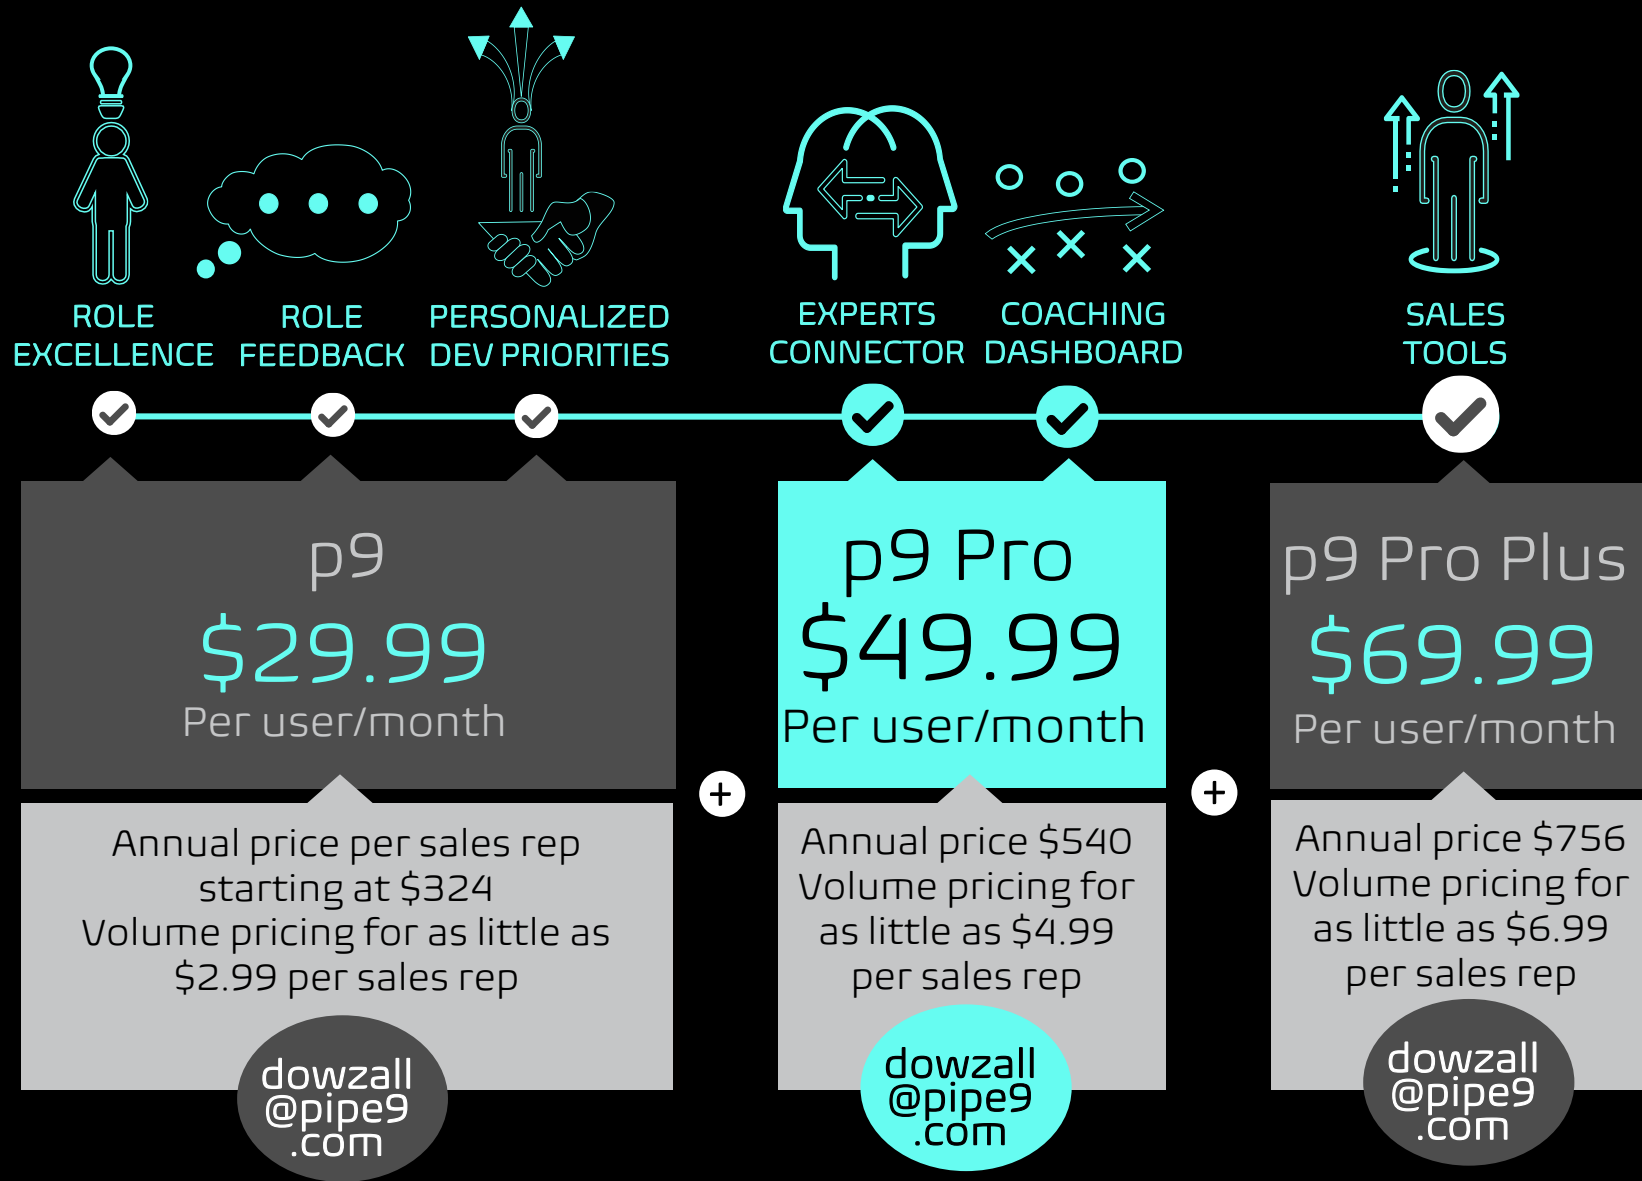 ROLE
EXCELLENCE
ROLE
FEEDBACK
PERSONALIZED
DEV PRIORITIES
EXPERTS
CONNECTOR
COACHING
DASHBOARD
SALES
TOOLS
p9
$29.99
Per user/month
Annual price per sales rep
starting at $324
Volume pricing for as little as
$2.99 per sales rep
dowzall
@pipe9
.com
+
p9 Pro
$49.99
Per user/month
Annual price $540
Volume pricing for
as little as $4.99
per sales rep
dowzall
@pipe9
.com
+
p9 Pro Plus
$69.99
Per user/month
Annual price $756
Volume pricing for
as little as $6.99
per sales rep
dowzall
@pipe9
.com